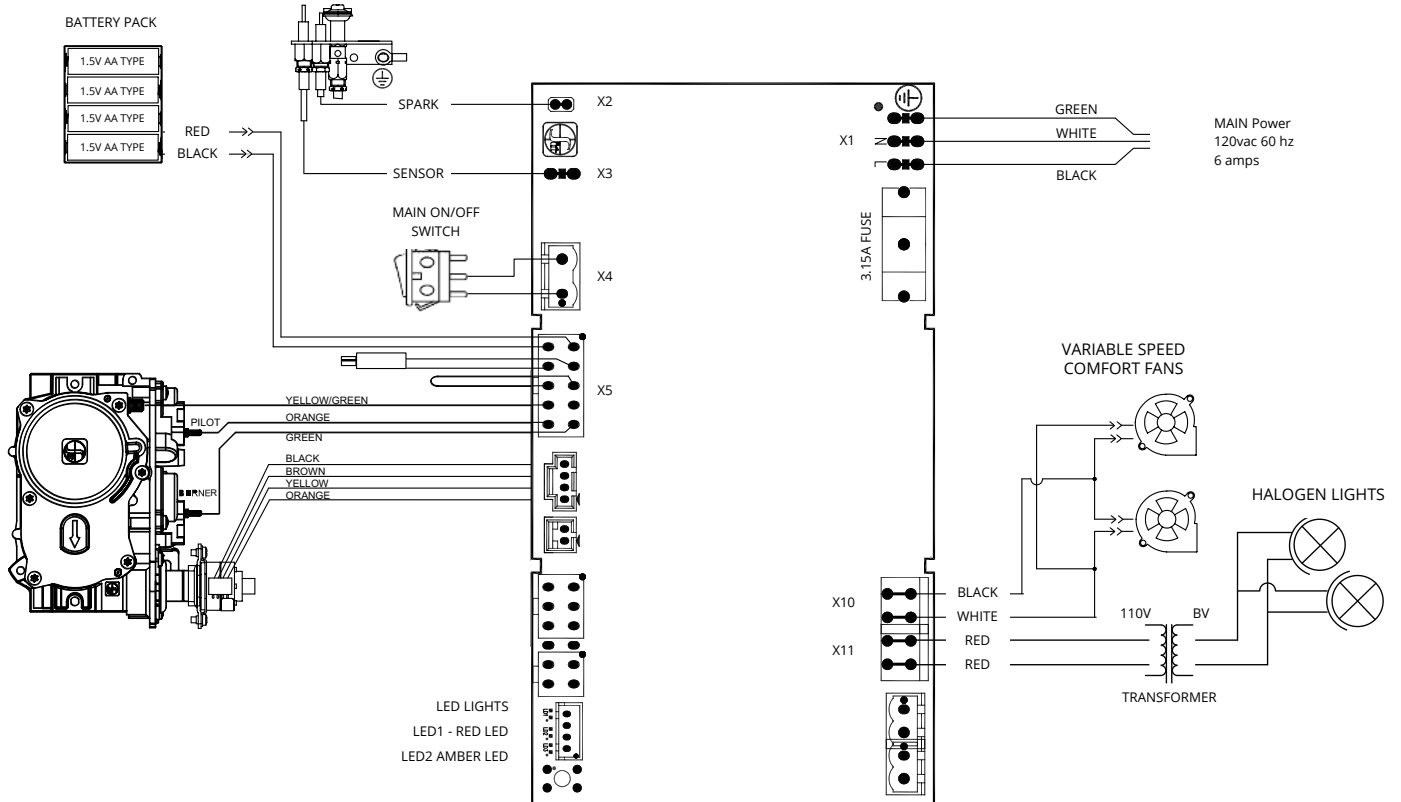 BATTERY PACK
1.5V AA TYPE
1.5V AA TYPE
1.5V AA TYPE
1.5V AA TYPE
RED
BLACK
SPARK
X2
SENSOR
X3
MAIN ON/OFF
SWITCH
X4
X5
YELLOW/GREEN
PILOT
ORANGE
GREEN
BLACK
BROWN
YELLOW
ORANGE
LED LIGHTS
LED1 - RED LED
LED2 AMBER LED
X1
N
L
GREEN
WHITE
BLACK
MAIN Power
120vac 60 hz
6 amps
3.15A FUSE
VARIABLE SPEED
COMFORT FANS
HALOGEN LIGHTS
X10
BLACK
WHITE
X11
RED
RED
110V
BV
TRANSFORMER